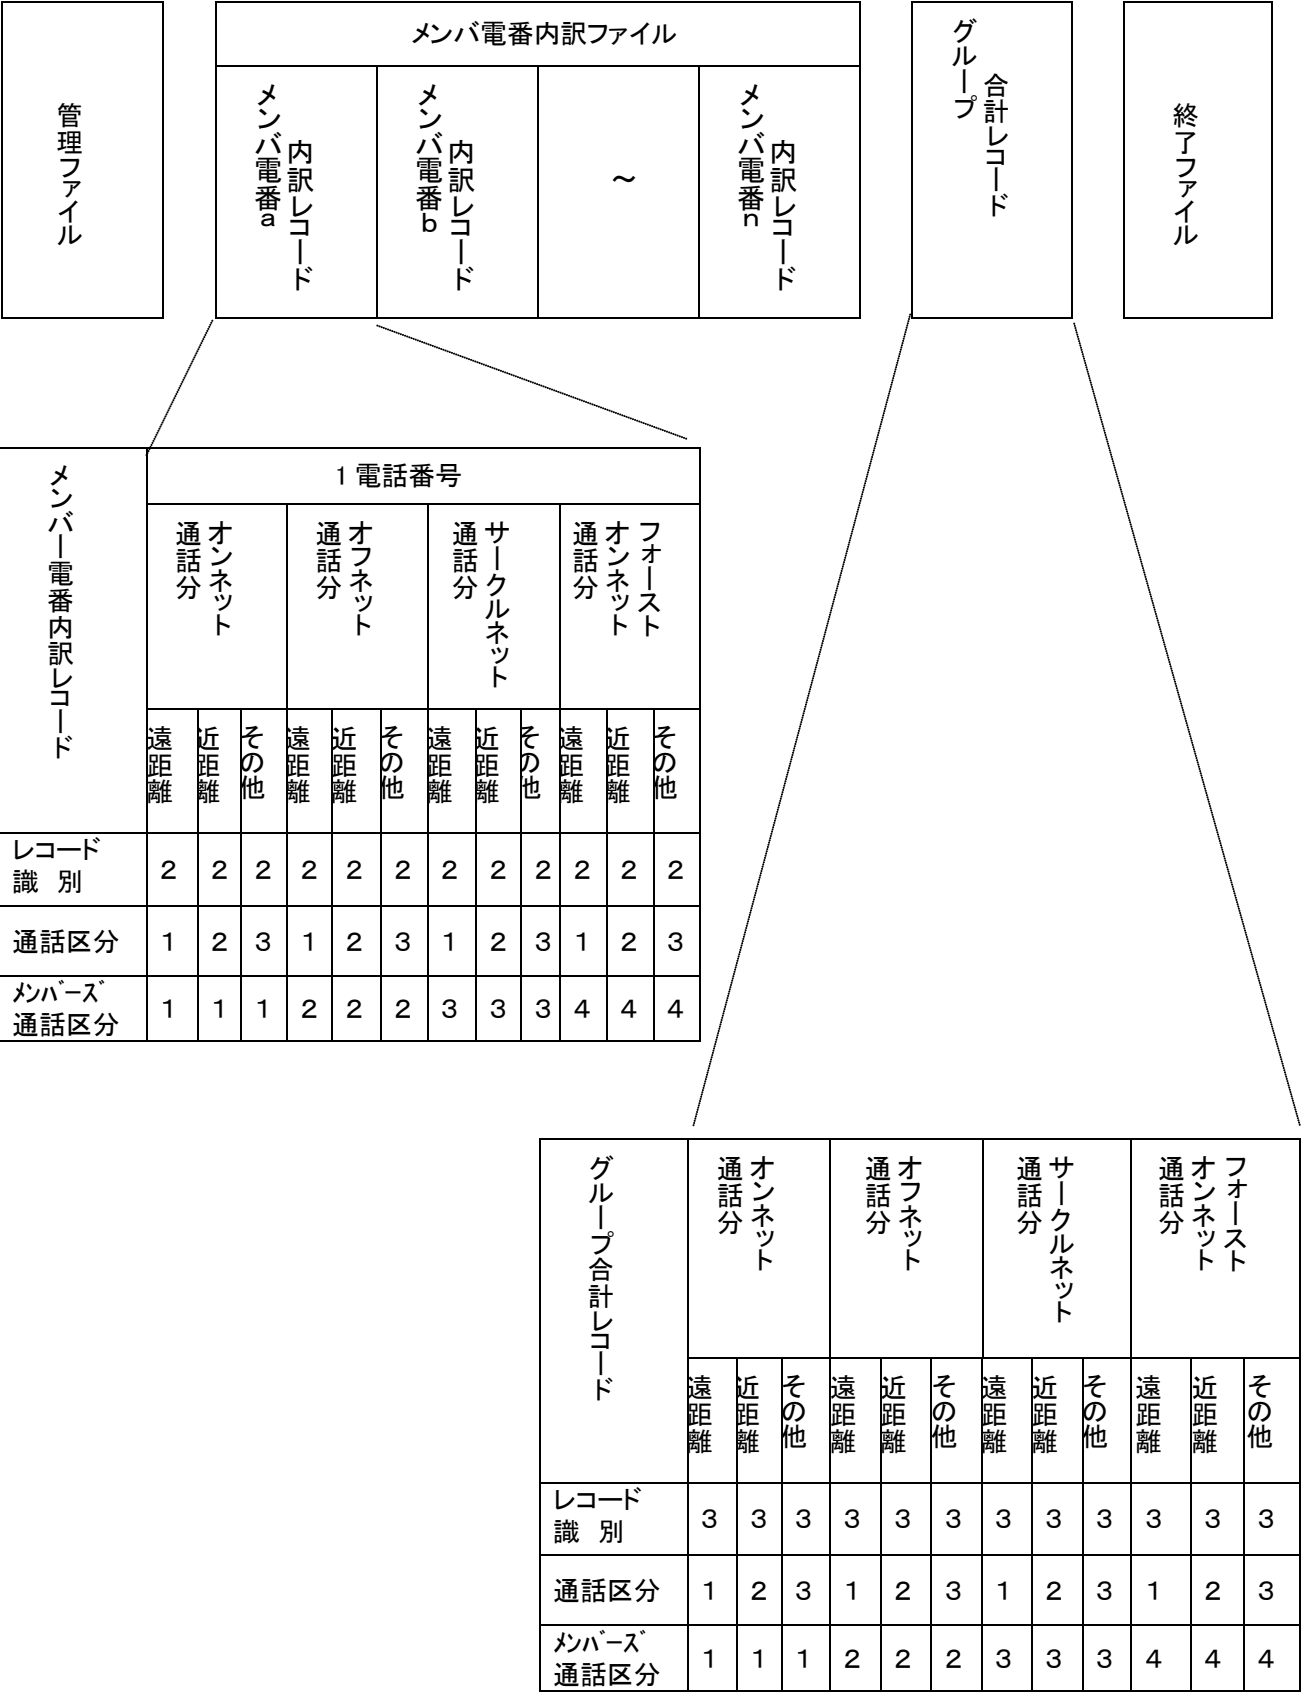 管理ファイル
メンバ電番内訳ファイル
メンバ電番a
内訳レコード
メンバ電番b
内訳レコード
～
メンバ電番n
内訳レコード
グループ
合計レコード
終了ファイル
メンバー電番内訳レコード
1電話番号
オンネット
通話分
オフネット
通話分
サークルネット
通話分
フォースト
オンネット
通話分
遠距離 近距離 その他 遠距離 近距離 その他 遠距離 近距離 その他 遠距離 近距離 その他
レコード
識 別
2 2 2 2 2 2 2 2 2 2 2 2
通話区分 1 2 3 1 2 3 1 2 3 1 2 3
ﾒﾝﾊﾞｰｽﾞ
通話区分
1 1 1 2 2 2 3 3 3 4 4 4
グループ合計レコード
オンネット
通話分
オフネット
通話分
サークルネット
通話分
フォースト
オンネット
通話分
遠距離 近距離 その他 遠距離 近距離 その他 遠距離 近距離 その他 遠距離 近距離 その他
レコード
識 別
3 3 3 3 3 3 3 3 3 3 3 3
通話区分 1 2 3 1 2 3 1 2 3 1 2 3
ﾒﾝﾊﾞｰｽﾞ
通話区分
1 1 1 2 2 2 3 3 3 4 4 4